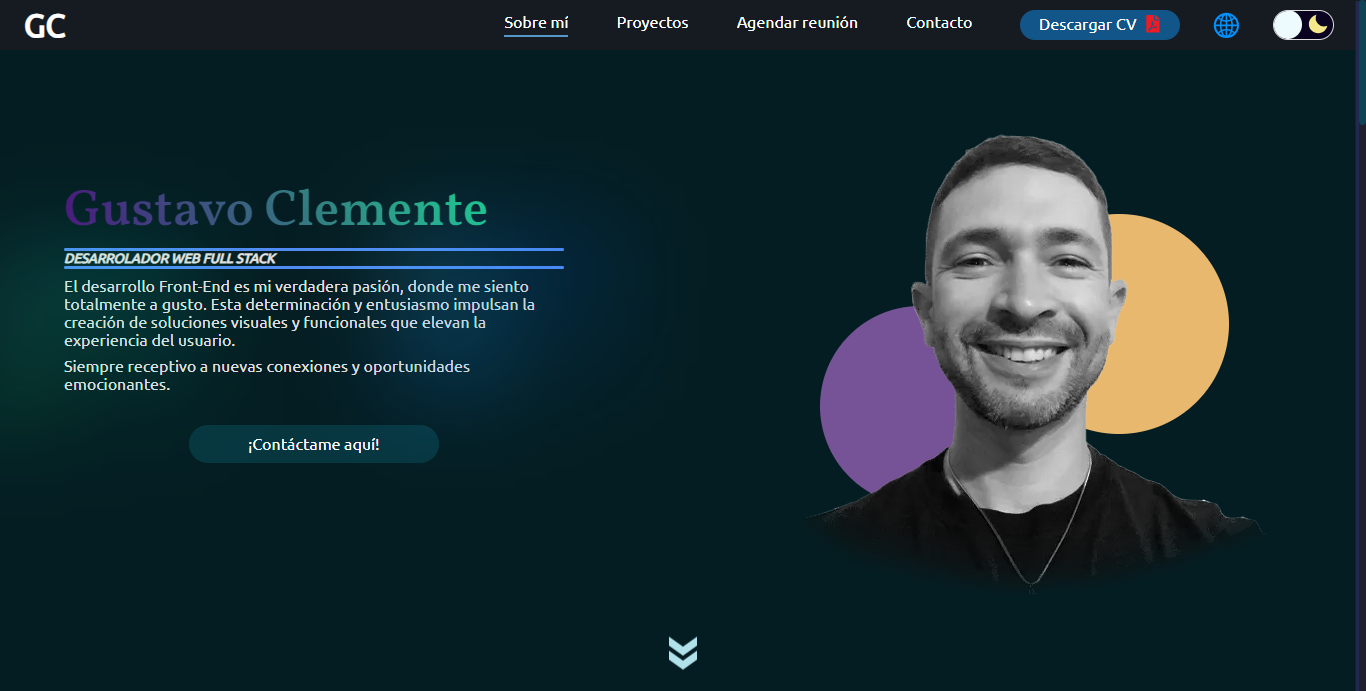 GC
Sobre mí
Proyectos
Agendar reunión
Contacto
Descargar CV
Gustavo Clemente
DESARROLADOR WEB FULL STACK
El desarrollo Front-End es mi verdadera pasión, donde me siento
totalmente a gusto. Esta determinación y entusiasmo impulsan la
creación de soluciones visuales y funcionales que elevan la
experiencia del usuario.
Siempre receptivo a nuevas conexiones y oportunidades
emocionantes.
¡Contáctame aquí!